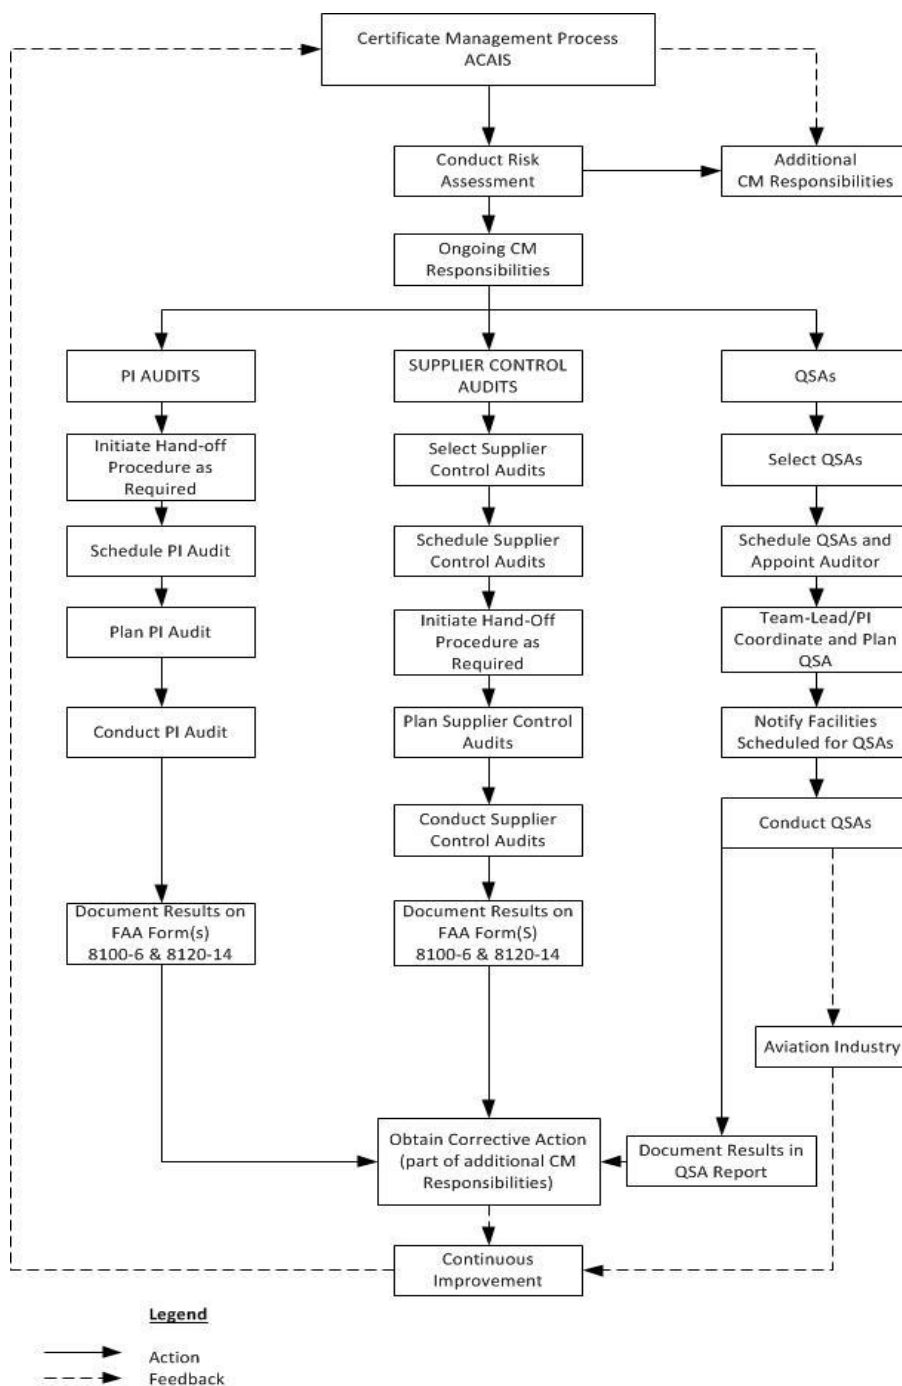 Certificate Management Process
ACAIS
Conduct Risk
Assessment
Additional
CM Responsibilities
Ongoing CM
Responsibilities
PI AUDITS
SUPPLIER CONTROL
AUDITS
QSAs
Initiate Hand-off
Procedure as
Required
Select Supplier
Control Audits
Select QSAs
Schedule PI Audit
Schedule Supplier
Control Audits
Schedule QSAs and
Appoint Auditor
Plan PI Audit
Initiate Hand-Off
Procedure as
Required
Team-Lead/PI
Coordinate and Plan
QSA
Conduct PI Audit
Plan Supplier Control
Audits
Notify Facilities
Scheduled for QSAs
Conduct Supplier
Control Audits
Conduct QSAs
Document Results on
FAA Form(s)
8100-6 & 8120-14
Document Results on
FAA Form(S)
8100-6 & 8120-14
Aviation Industry
Obtain Corrective Action
(part of additional CM
Responsibilities)
Document Results in
QSA Report
Continuous
Improvement
Legend
Action
Feedback